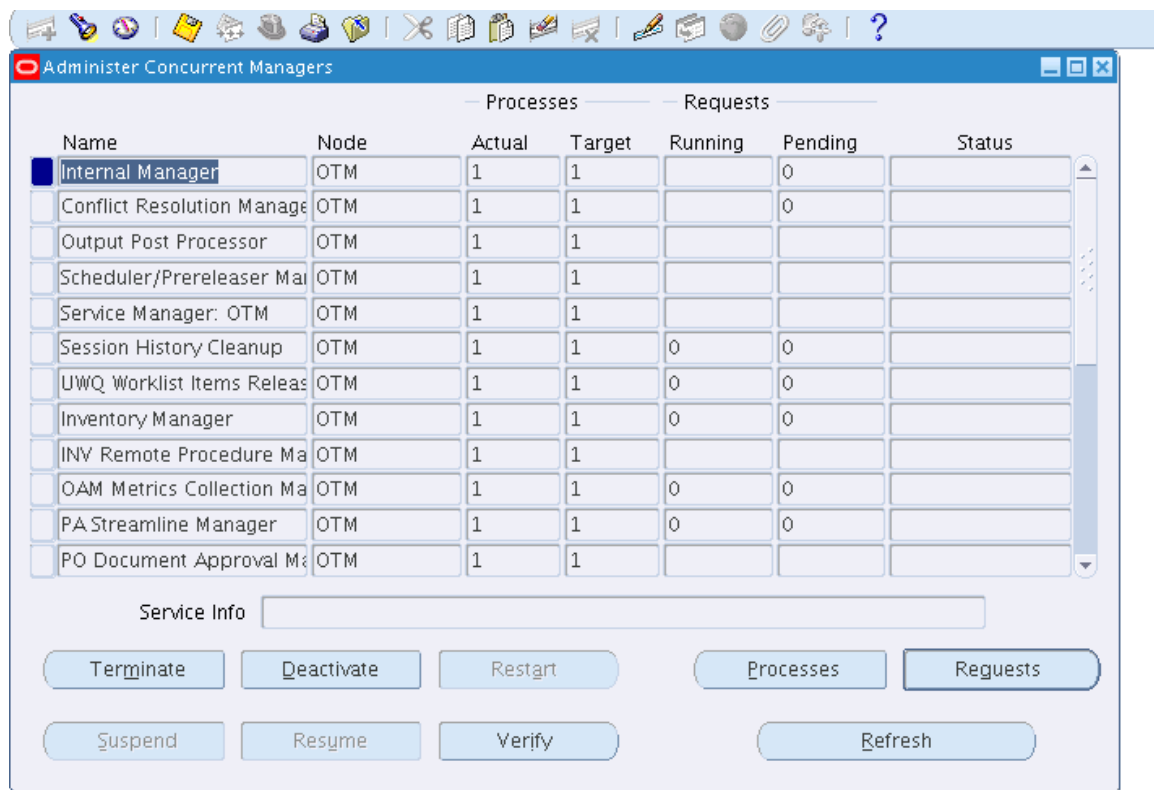 ?
Administer Concurrent Managers
Processes Requests
Name Node Actual Target Running Pending Status
Internal Manager OTM 1 1 0
Conflict Resolution Manage OTM 1 1 0
Output Post Processor OTM 1 1
Scheduler/Prereleaser Ma OTM 1 1
Service Manager: OTM OTM 1 1
Session History Cleanup OTM 1 1 0 0
UWQ Worklist Items Releas OTM 1 1 0 0
Inventory Manager OTM 1 1 0 0
INV Remote Procedure Ma OTM 1 1
OAM Metrics Collection Ma OTM 1 1 0 0
PA Streamline Manager OTM 1 1 0 0
PO Document Approval Ma OTM 1 1
Service Info
Terminate Deactivate Restart Processes Requests
Suspend Resume Verify Refresh